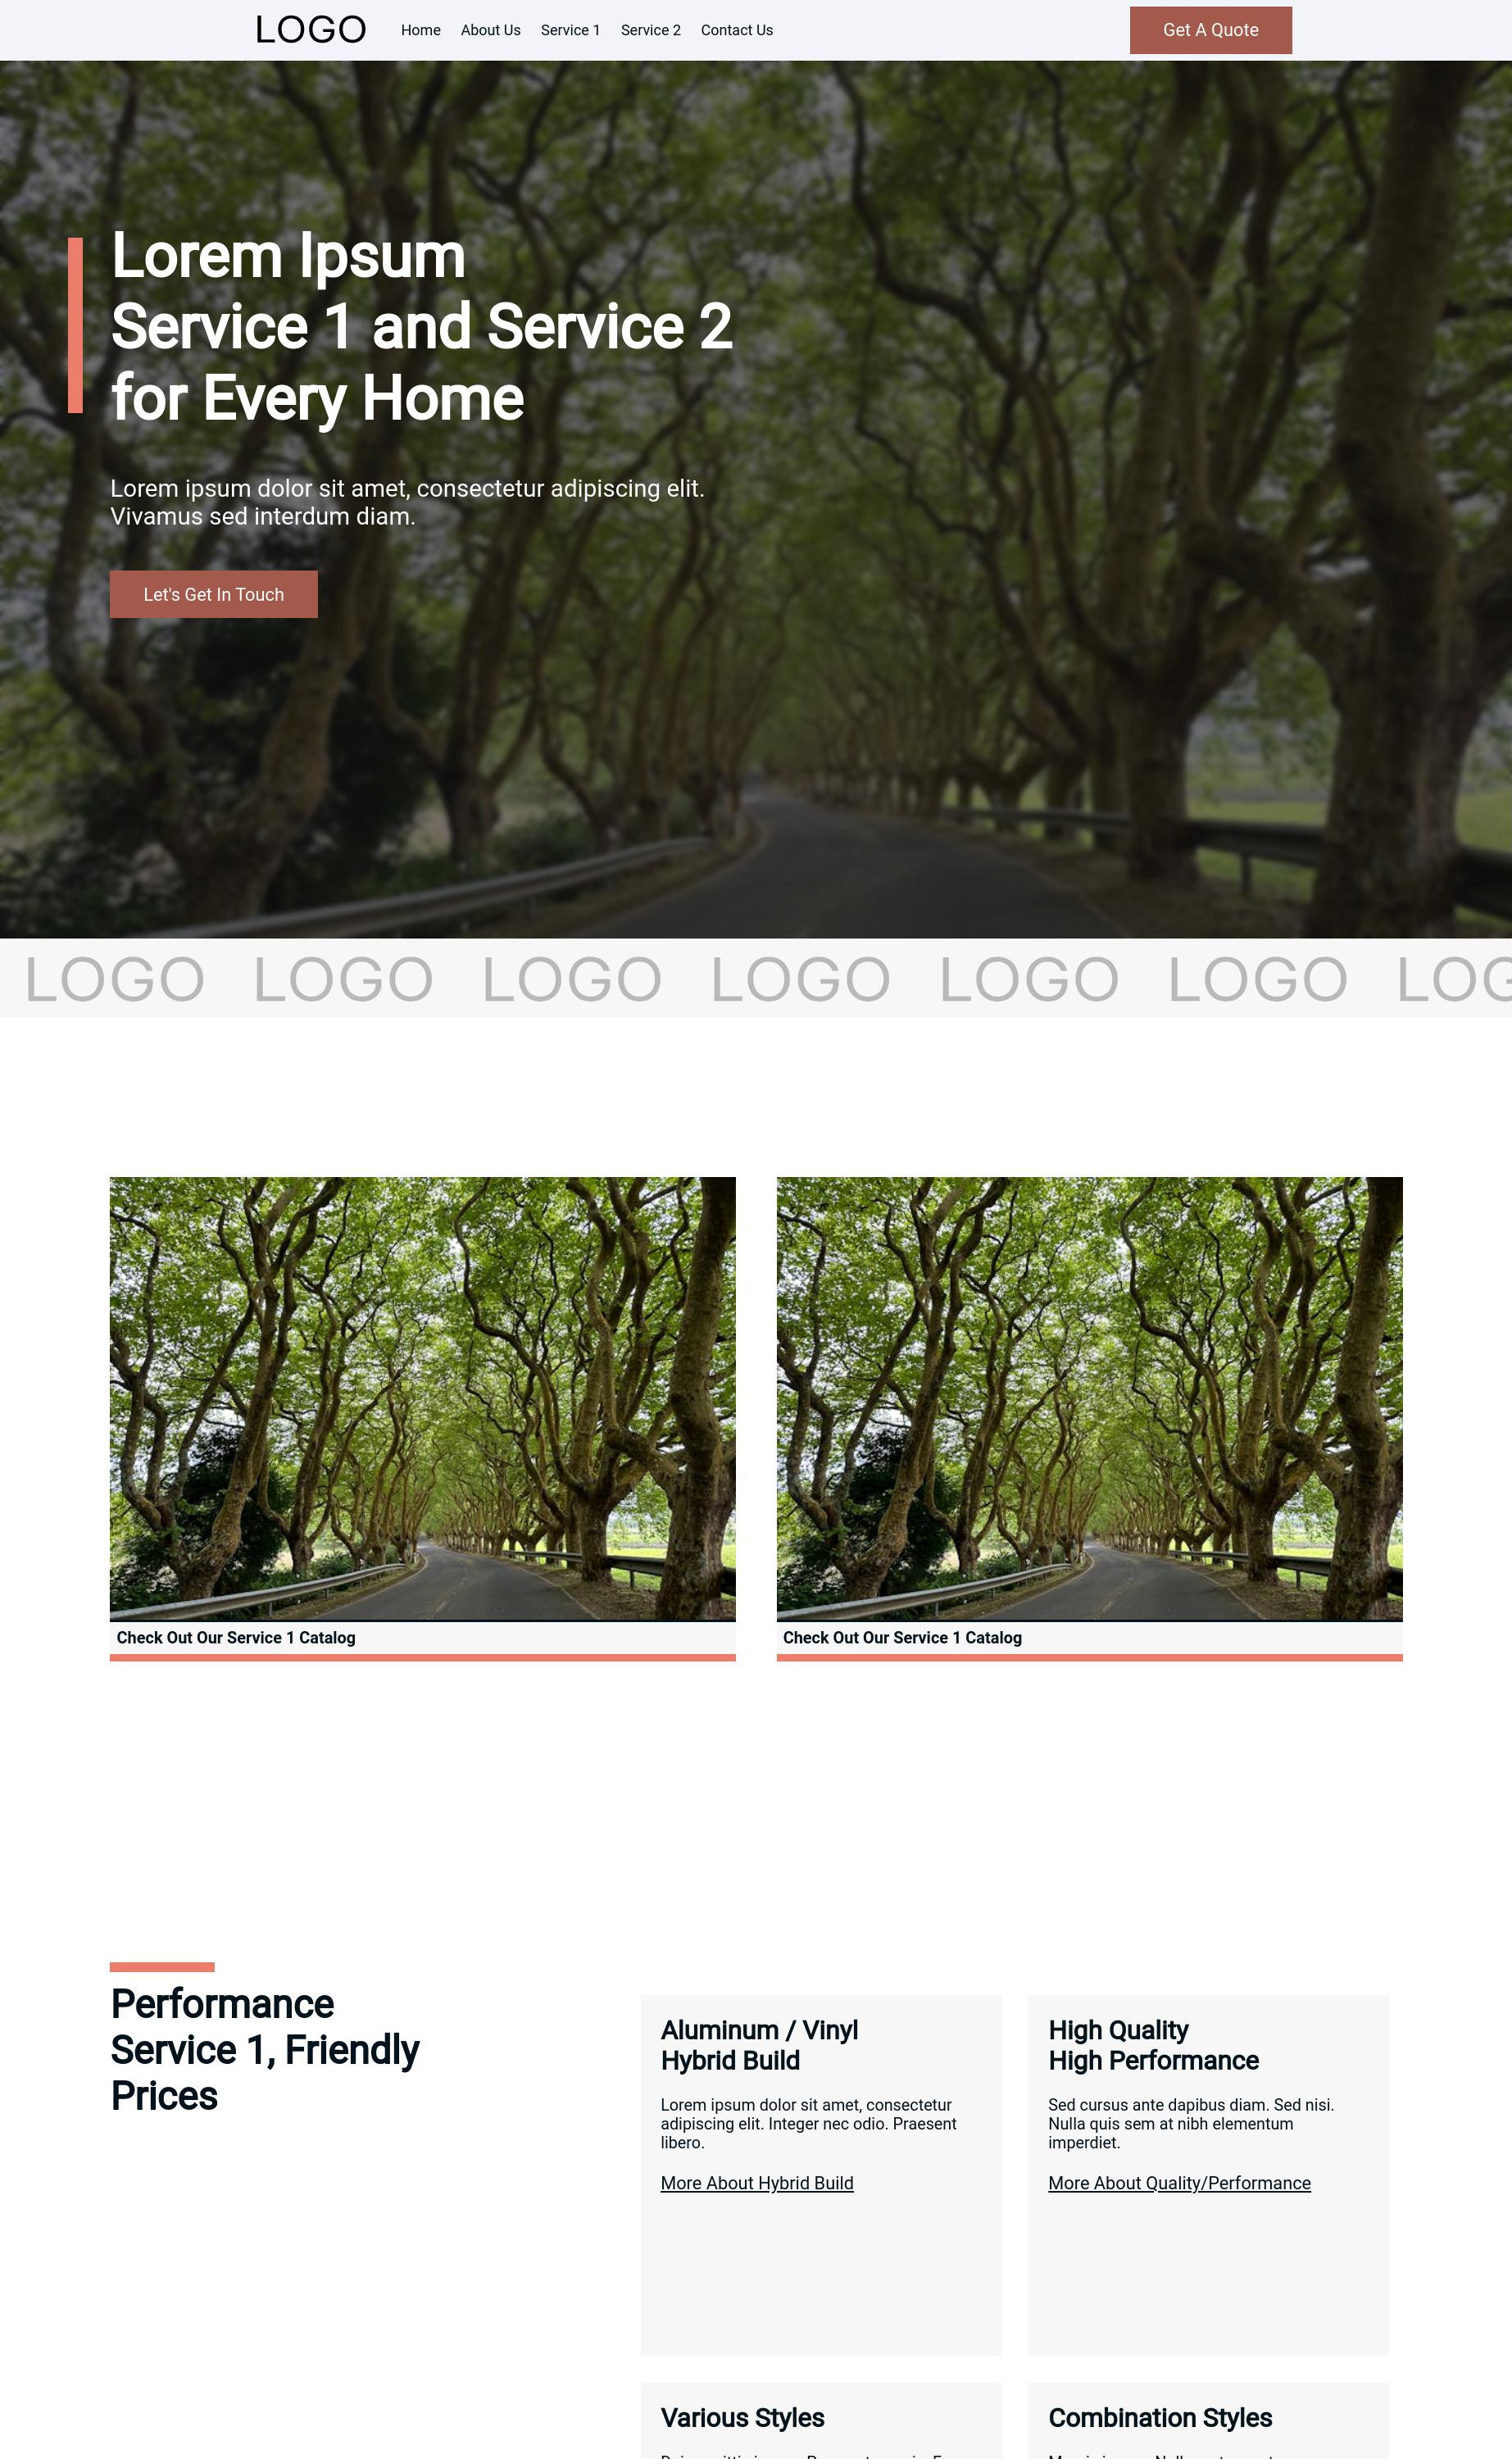 LOGO Home About Us Service 1 Service 2 Contact Us Get A Quote
Lorem Ipsum
Service 1 and Service 2
for Every Home
Lorem ipsum dolor sit amet, consectetur adipiscing elit.
Vivamus sed interdum diam.
Let's Get In Touch
LOGO LOGO LOGO LOGO LOGO LOGO LOG
Check Out Our Service 1 Catalog
Check Out Our Service 1 Catalog
Performance
Service 1, Friendly
Prices
Aluminum / Vinyl
Hybrid Build
Lorem ipsum dolor sit amet, consectetur
adipiscing elit. Integer nec odio. Praesent
libero.
More About Hybrid Build
High Quality
High Performance
Sed cursus ante dapibus diam. Sed nisi.
Nulla quis sem at nibh elementum
imperdiet.
More About Quality/Performance
Various Styles
Combination Styles